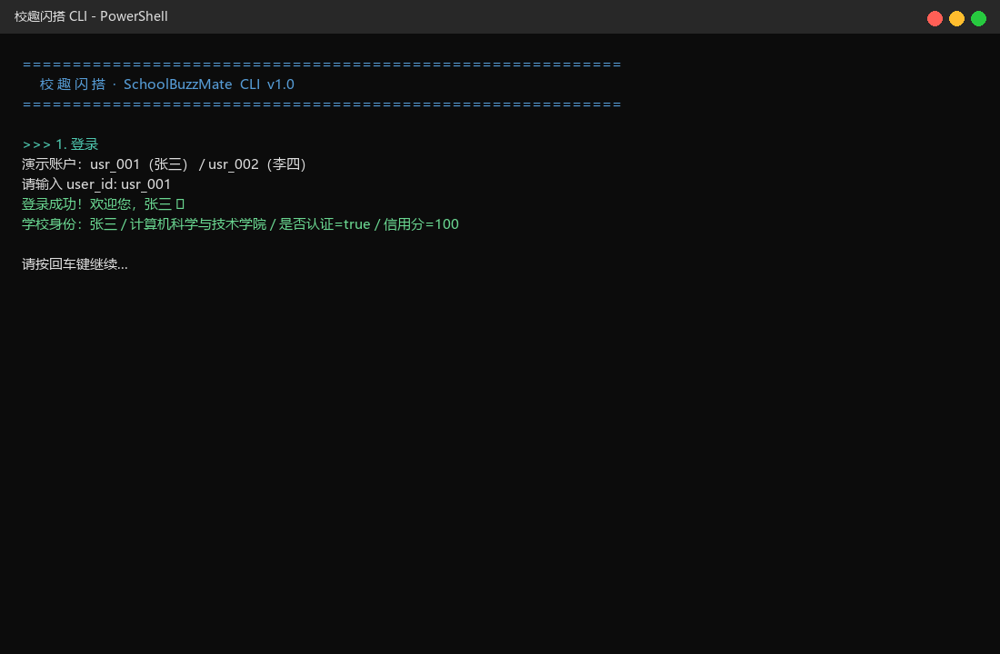 校趣闪搭 CLI - PowerShell
============================================================
校 趣 闪 搭 · SchoolBuzzMate CLI v1.0
============================================================
>>> 1. 登录
演示账户：usr_001（张三） / usr_002（李四）
请输入 user_id: usr_001
登录成功！欢迎您，张三 
学校身份：张三 / 计算机科学与技术学院 / 是否认证=true / 信用分=100
请按回车键继续...